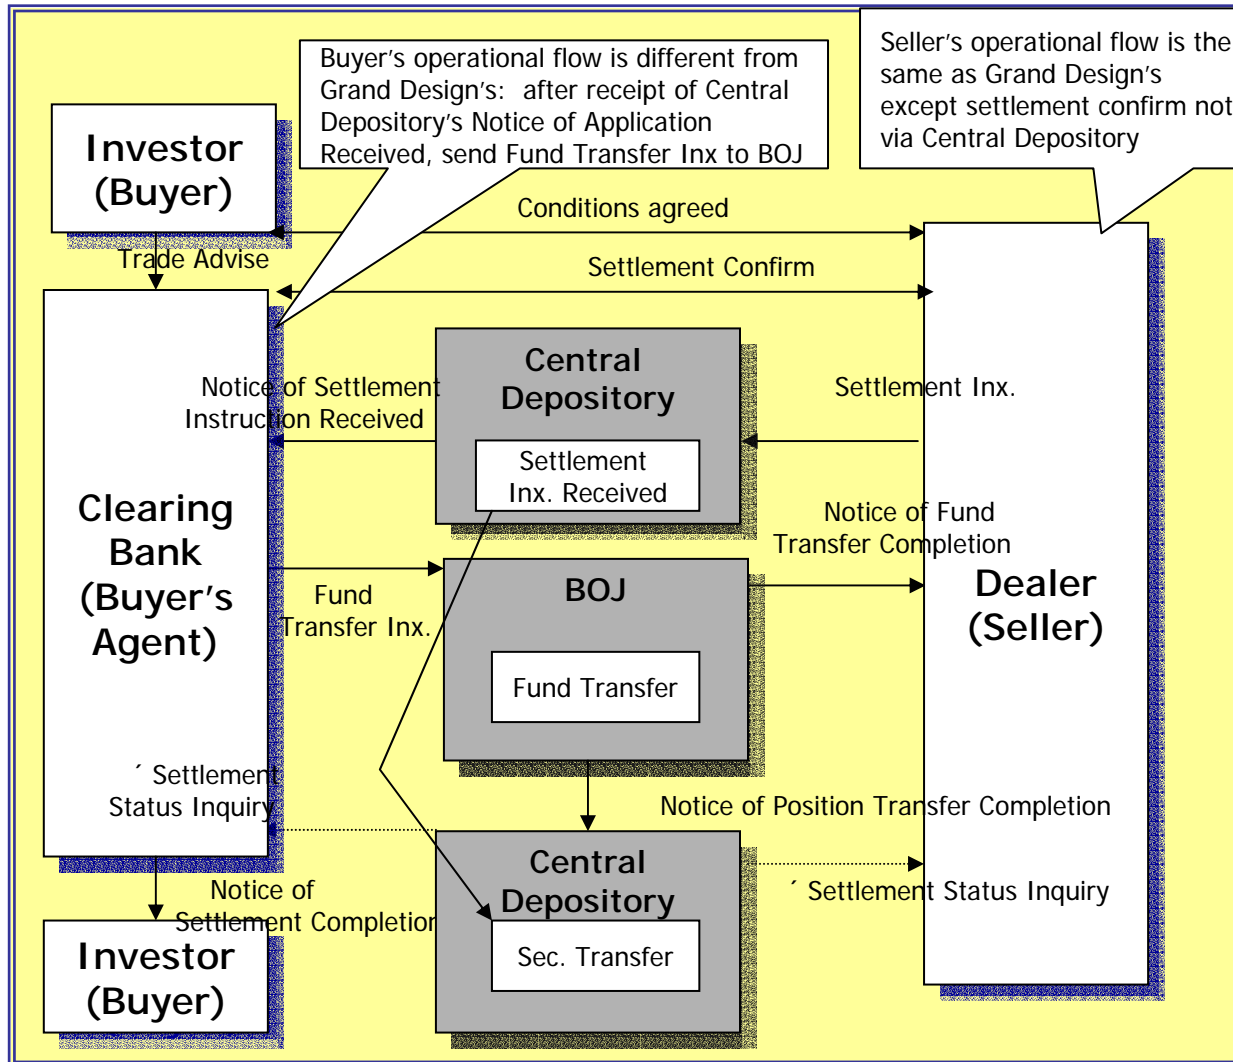 Buyer's operational flow is different from
Grand Design's: after receipt of Central
Depository's Notice of Application
Received, send Fund Transfer Inx to BOJ
Seller's operational flow is the
same as Grand Design's
except settlement confirm not
via Central Depository
Investor
(Buyer)
Conditions agreed
Trade Advise
Settlement Confirm
Central
Depository
Notice of Settlement
Instruction Received
Settlement Inx.
Settlement
Inx. Received
Clearing
Bank
(Buyer's
Agent)
Notice of Fund
Transfer Completion
BOJ
Dealer
(Seller)
Fund
Transfer Inx.
Fund Transfer
´ Settlement
Status Inquiry
Notice of Position Transfer Completion
Central
Depository
´ Settlement Status Inquiry
Notice of
Settlement Completion
Sec. Transfer
Investor
(Buyer)